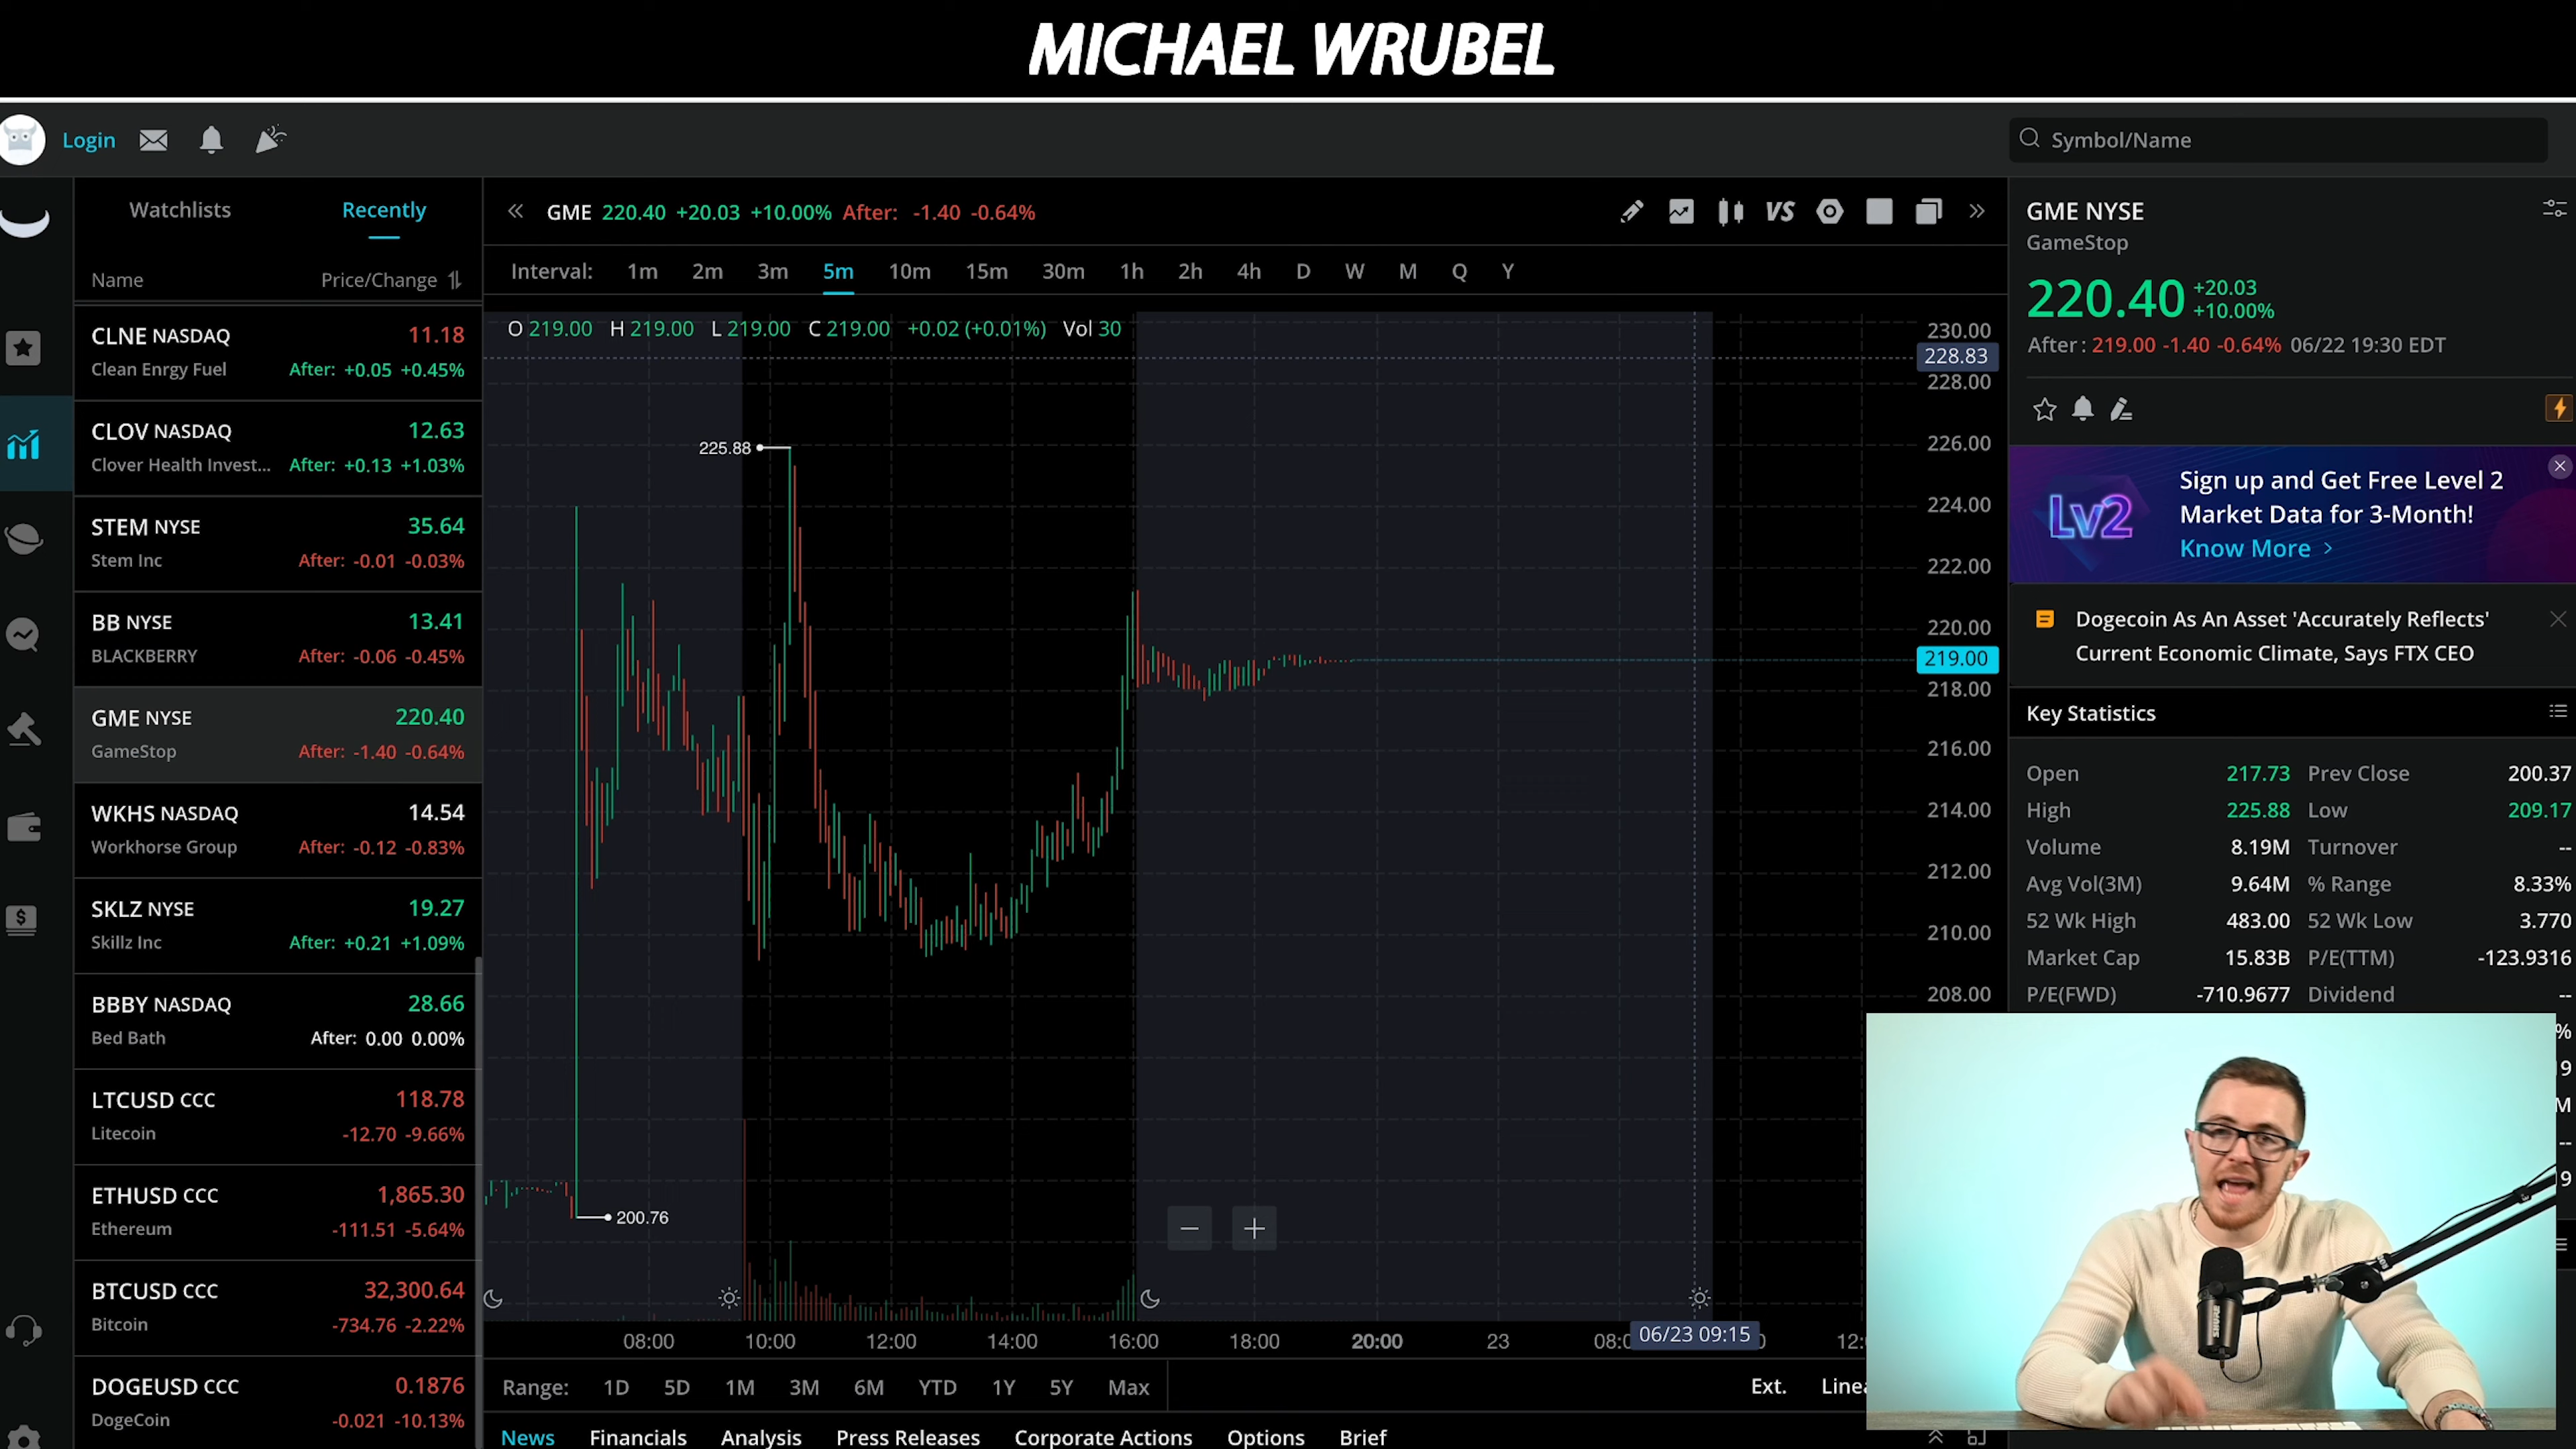 MICHAEL WRUBEL
Login
Symbol/Name
Watchlists Recently
Name Price/Change
CLNE NASDAQ 11.18
Clean Enrgy Fuel After: +0.05 +0.45%
CLOV NASDAQ 12.63
Clover Health Invest... After: +0.13 +1.03%
STEM NYSE 35.64
Stem Inc After: -0.01 -0.03%
BB NYSE 13.41
BLACKBERRY After: -0.06 -0.45%
GME NYSE 220.40
GameStop After: -1.40 -0.64%
WKHS NASDAQ 14.54
Workhorse Group After: -0.12 -0.83%
SKLZ NYSE 19.27
Skillz Inc After: +0.21 +1.09%
BBBY NASDAQ 28.66
Bed Bath After: 0.00 0.00%
LTCUSD CCC 118.78
Litecoin -12.70 -9.66%
ETHUSD CCC 1,865.30
Ethereum -111.51 -5.64%
BTCUSD CCC 32,300.64
Bitcoin -734.76 -2.22%
DOGEUSD CCC 0.1876
DogeCoin -0.021 -10.13%
GME 220.40 +20.03 +10.00% After: -1.40 -0.64%
VS
Interval: 1m 2m 3m 5m 10m 15m 30m 1h 2h 4h D W M Q Y
O 219.00 H 219.00 L 219.00 C 219.00 +0.02 (+0.01%) Vol 30
230.00
228.83
228.00
226.00
224.00
222.00
220.00
219.00
218.00
216.00
214.00
212.00
210.00
208.00
225.88
200.76
08:00 10:00 12:00 14:00 16:00 18:00 20:00 23 06/23 09:15
Range: 1D 5D 1M 3M 6M YTD 1Y 5Y Max Ext.
News Financials Analysis Press Releases Corporate Actions Options Brief
GME NYSE
GameStop
220.40 +20.03
+10.00%
After: 219.00 -1.40 -0.64% 06/22 19:30 EDT
Lv2
Sign up and Get Free Level 2
Market Data for 3-Month!
Know More >
Dogecoin As An Asset 'Accurately Reflects'
Current Economic Climate, Says FTX CEO
Key Statistics
Open 217.73 Prev Close 200.37
High 225.88 Low 209.17
Volume 8.19M Turnover --
Avg Vol(3M) 9.64M % Range 8.33%
52 Wk High 483.00 52 Wk Low 3.770
Market Cap 15.83B P/E(TTM) -123.9316
P/E(FWD) -710.9677 Dividend --
%
9
M
--
9
SHURE